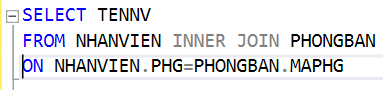 SELECT TENNV
FROM NHANVIEN INNER JOIN PHONGBAN
ON NHANVIEN.PHG=PHONGBAN.MAPHG